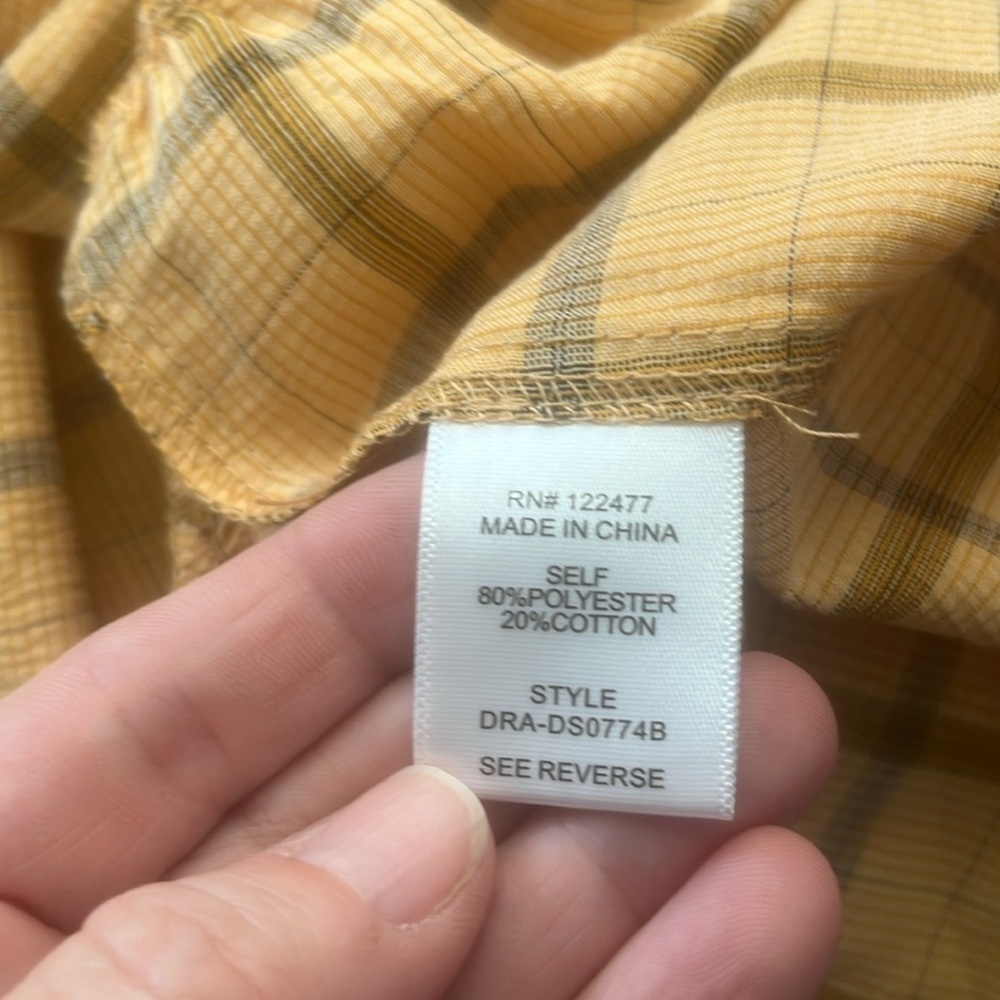 RN# 122477
MADE IN CHINA
SELF
80%POLYESTER
20%COTTON
STYLE
DRA-DS0774B
SEE REVERSE